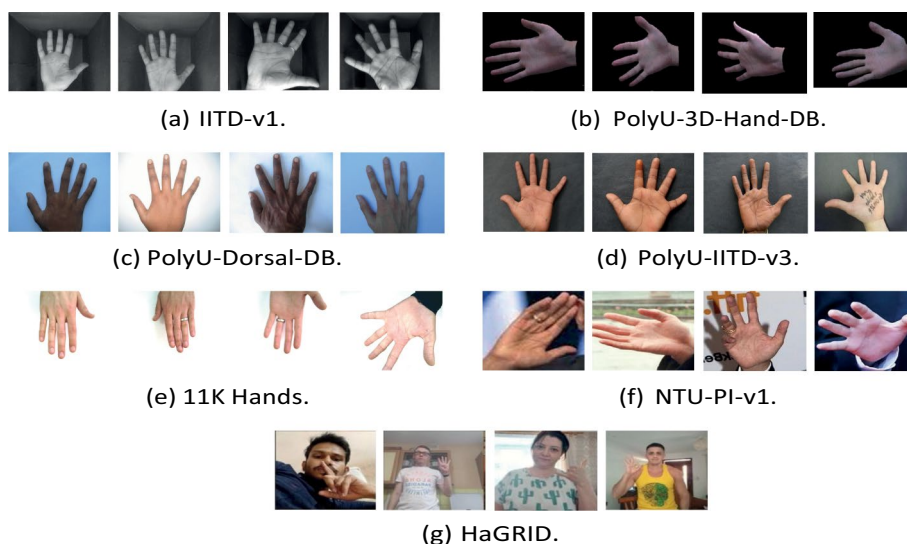 (a) IITD-v1.
(b) PolyU-3D-Hand-DB.
(c) PolyU-Dorsal-DB.
(d) PolyU-IITD-v3.
(e) 11K Hands.
(f) NTU-PI-v1.
(g) HaGRID.